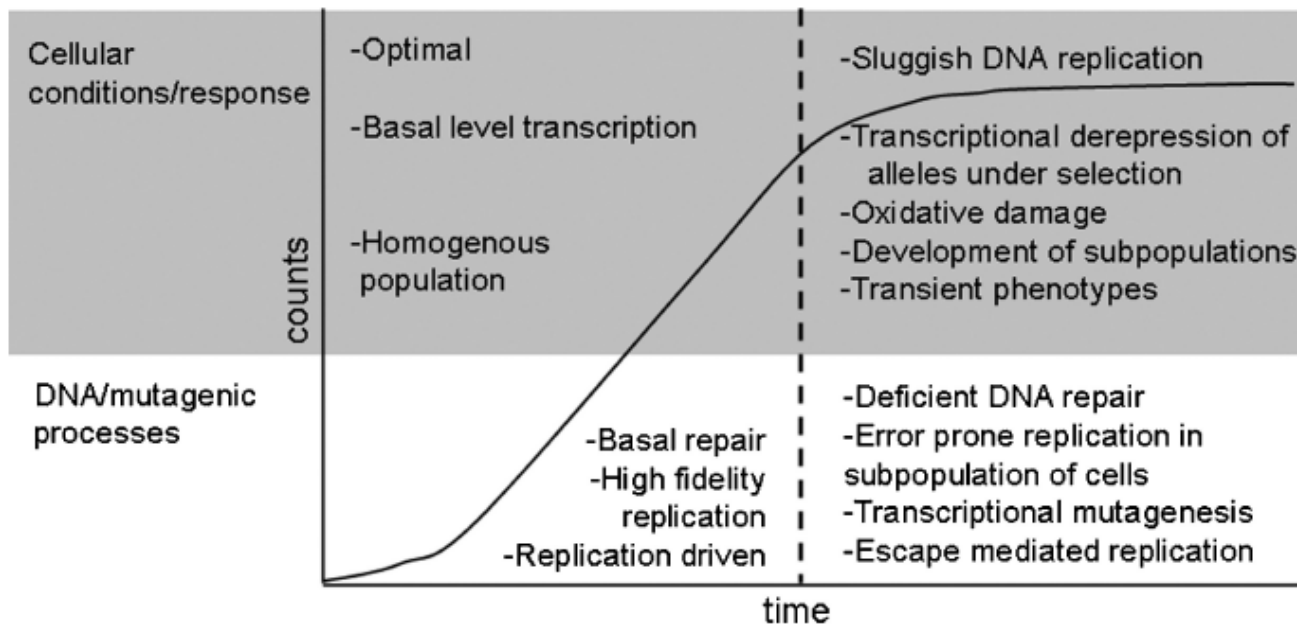 Cellular
conditions/response
-Optimal
-Basal level transcription
-Homogenous
population
-Sluggish DNA replication
-Transcriptional derepression of
alleles under selection
-Oxidative damage
-Development of subpopulations
-Transient phenotypes
counts
DNA/mutagenic
processes
-Basal repair
-High fidelity
replication
-Replication driven
-Deficient DNA repair
-Error prone replication in
subpopulation of cells
-Transcriptional mutagenesis
-Escape mediated replication
time